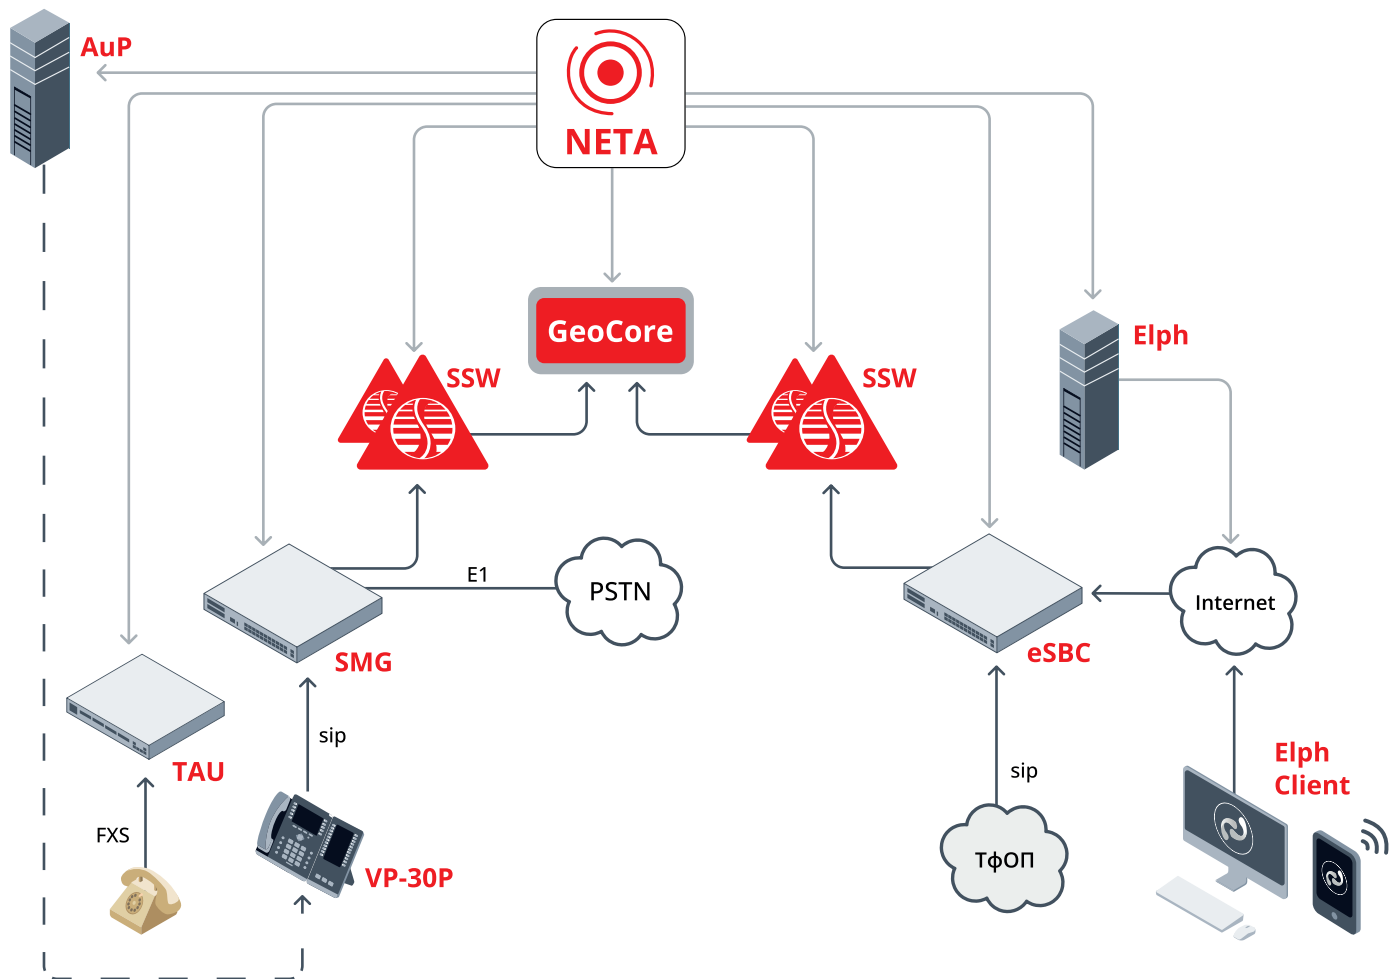 AuP
NETA
GeoCore
Elph
SSW
SSW
E1
PSTN
Internet
SMG
eSBC
sip
TAU
Elph
Client
sip
FXS
VP-30P
ТфОП